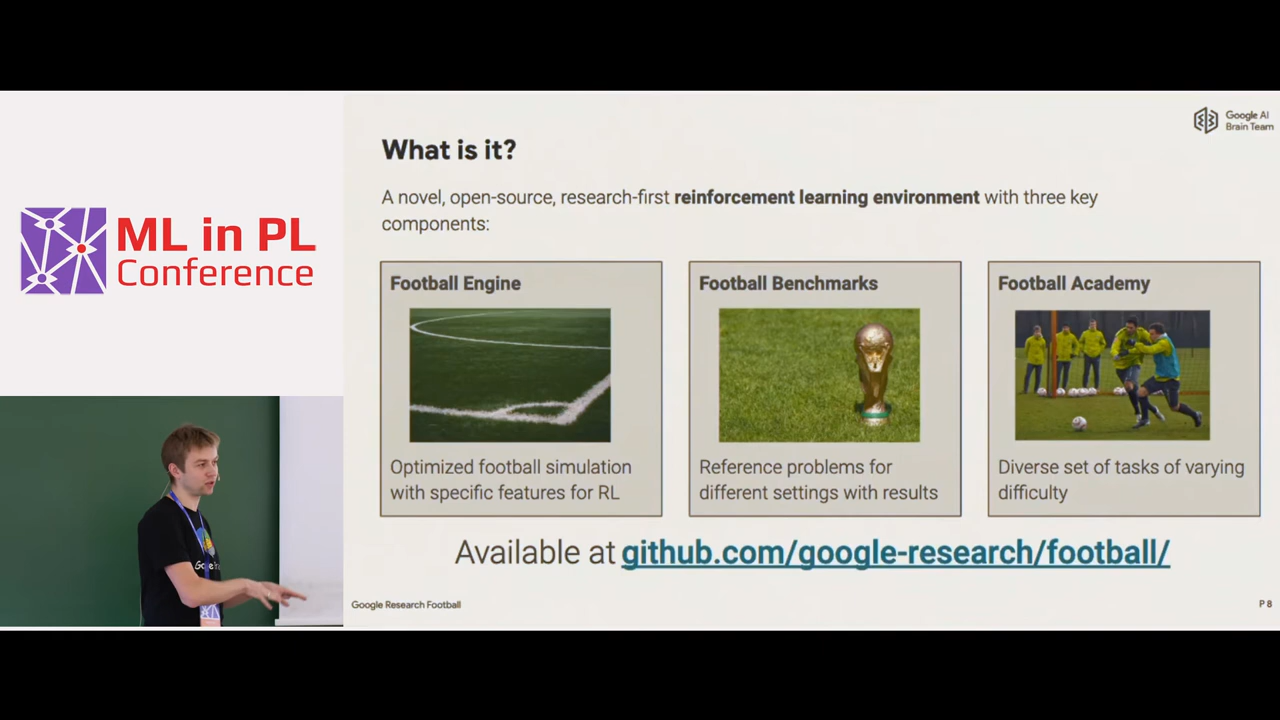 ML in PL
Conference
Google AI
Brain Team
What is it?
A novel, open-source, research-first reinforcement learning environment with three key
components:
Football Engine
Optimized football simulation
with specific features for RL
Football Benchmarks
Reference problems for
different settings with results
Football Academy
Diverse set of tasks of varying
difficulty
Available at github.com/google-research/football/
Google Research Football
P 8